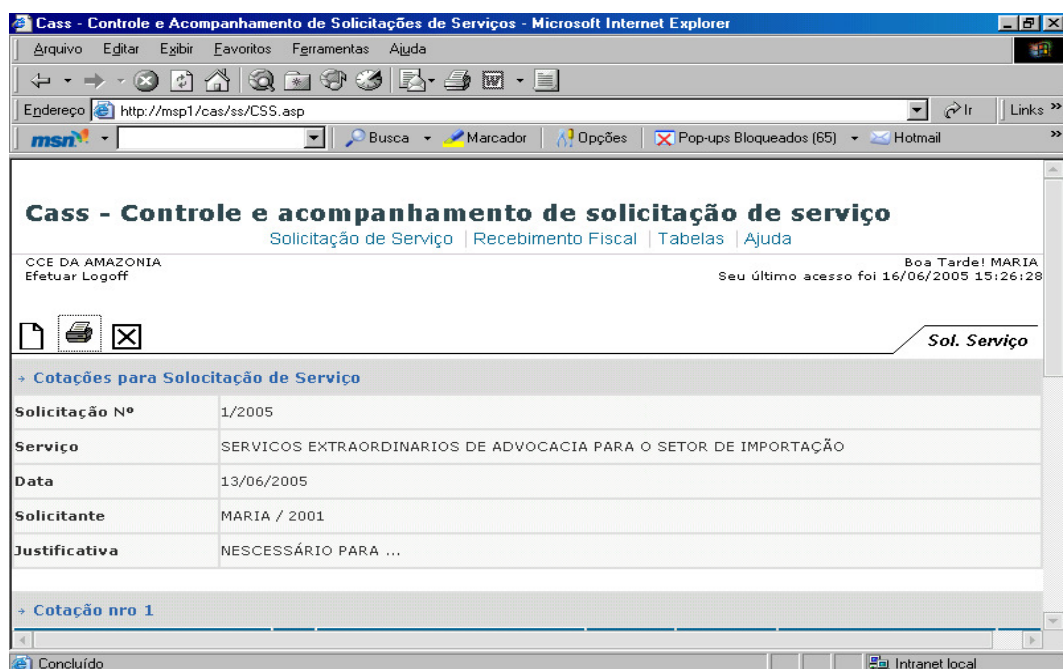 Cass - Controle e Acompanhamento de Solicitações de Serviços - Microsoft Internet Explorer
Arquivo Editar Exibir Favoritos Ferramentas Ajuda
Endereço http://msp1/cas/ss/CSS.asp Ir Links »
msn Busca Marcador Opções Pop-ups Bloqueados (65) Hotmail »
Cass - Controle e acompanhamento de solicitação de serviço
Solicitação de Serviço | Recebimento Fiscal | Tabelas | Ajuda
CCE DA AMAZONIA Boa Tarde! MARIA
Efetuar Logoff Seu último acesso foi 16/06/2005 15:26:28
Sol. Serviço
Cotações para Solocitação de Serviço
Solicitação Nº 1/2005
Serviço SERVICOS EXTRAORDINARIOS DE ADVOCACIA PARA O SETOR DE IMPORTAÇÃO
Data 13/06/2005
Solicitante MARIA / 2001
Justificativa NESCESSÁRIO PARA ...
Cotação nro 1
Concluído Intranet local